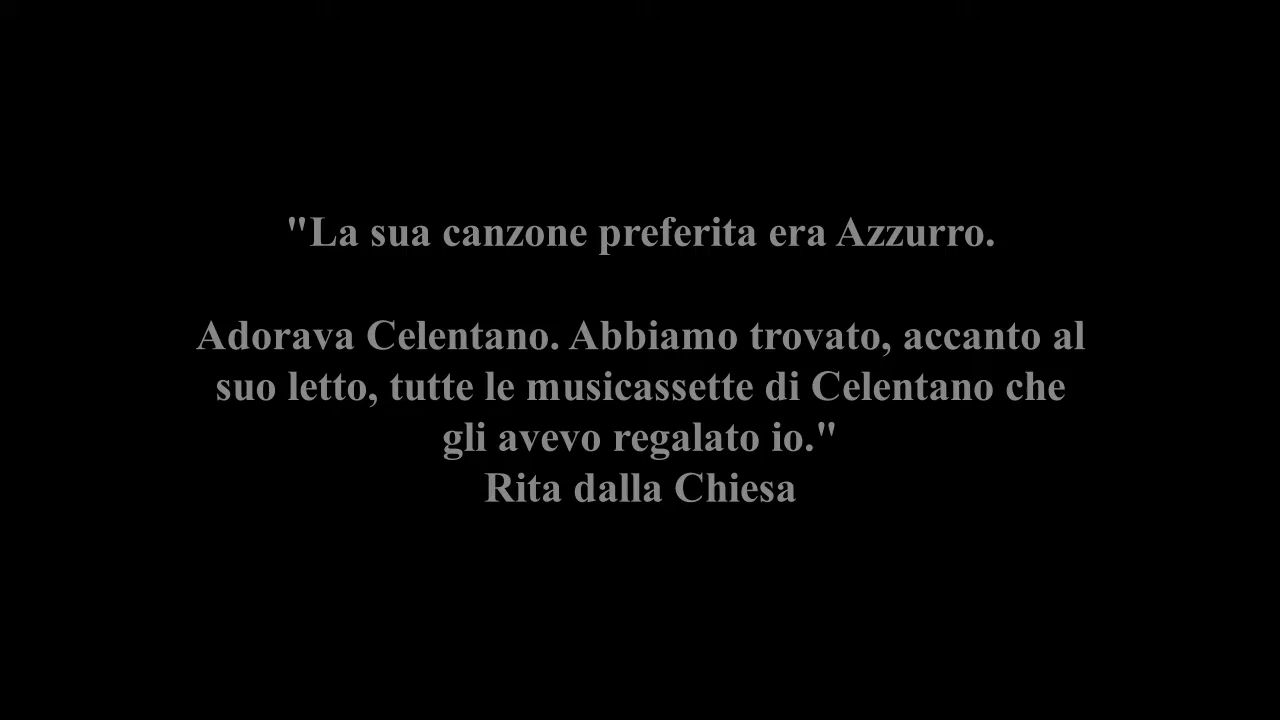 "La sua canzone preferita era Azzurro.
Adorava Celentano. Abbiamo trovato, accanto al
suo letto, tutte le musicassette di Celentano che
gli avevo regalato io."
Rita dalla Chiesa